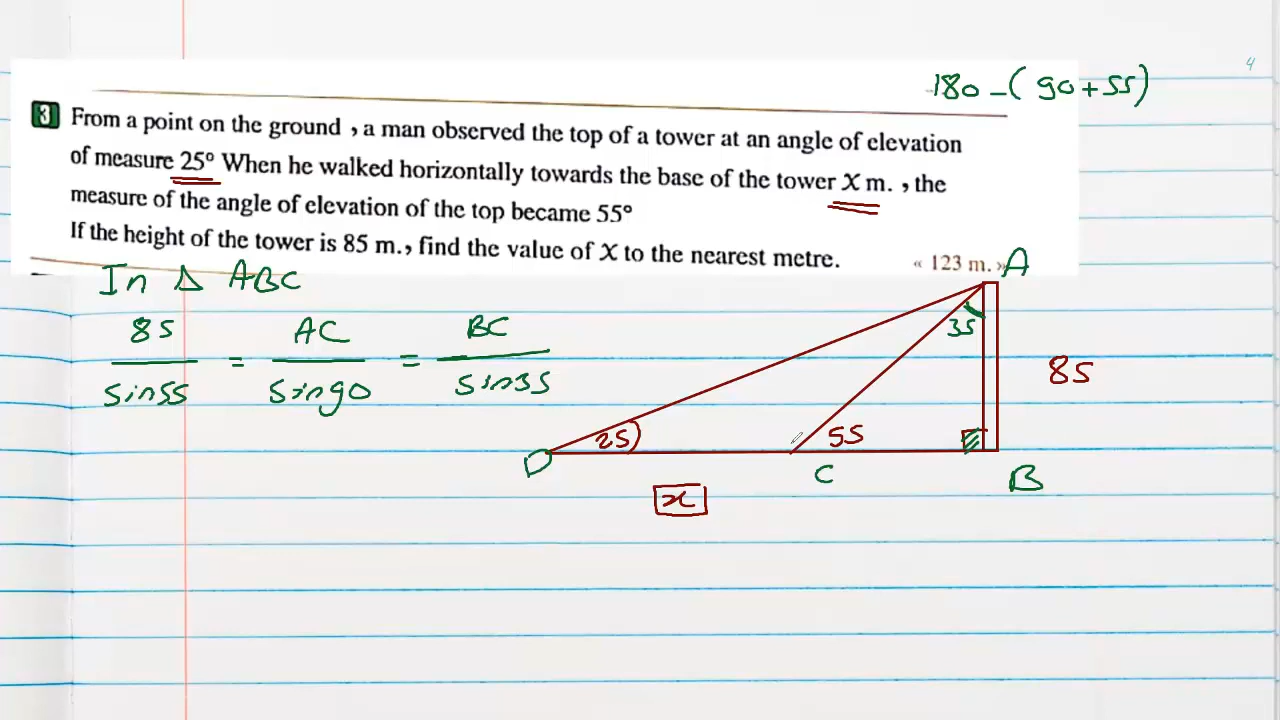 4
180 - ( 90 + 55 )
3 From a point on the ground , a man observed the top of a tower at an angle of elevation
of measure 25° When he walked horizontally towards the base of the tower X m. , the
measure of the angle of elevation of the top became 55°
If the height of the tower is 85 m., find the value of X to the nearest metre.
« 123 m. »
In Δ ABC
85 / sin55 = AC / sin90 = BC / sin35
A
35
85
25
55
D
C
B
x